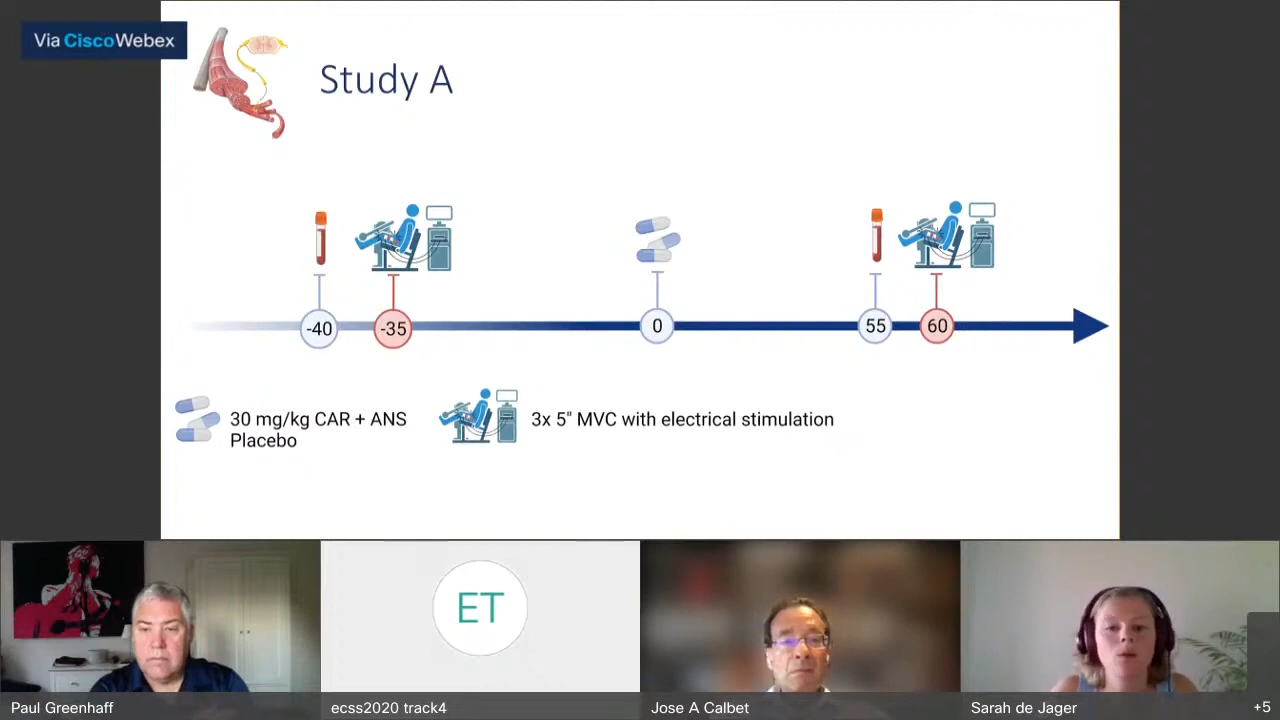 Via Cisco Webex
Study A
-40
-35
0
55
60
30 mg/kg CAR + ANS
Placebo
3x 5" MVC with electrical stimulation
ET
Paul Greenhaff
ecss2020 track4
Jose A Calbet
Sarah de Jager
+5